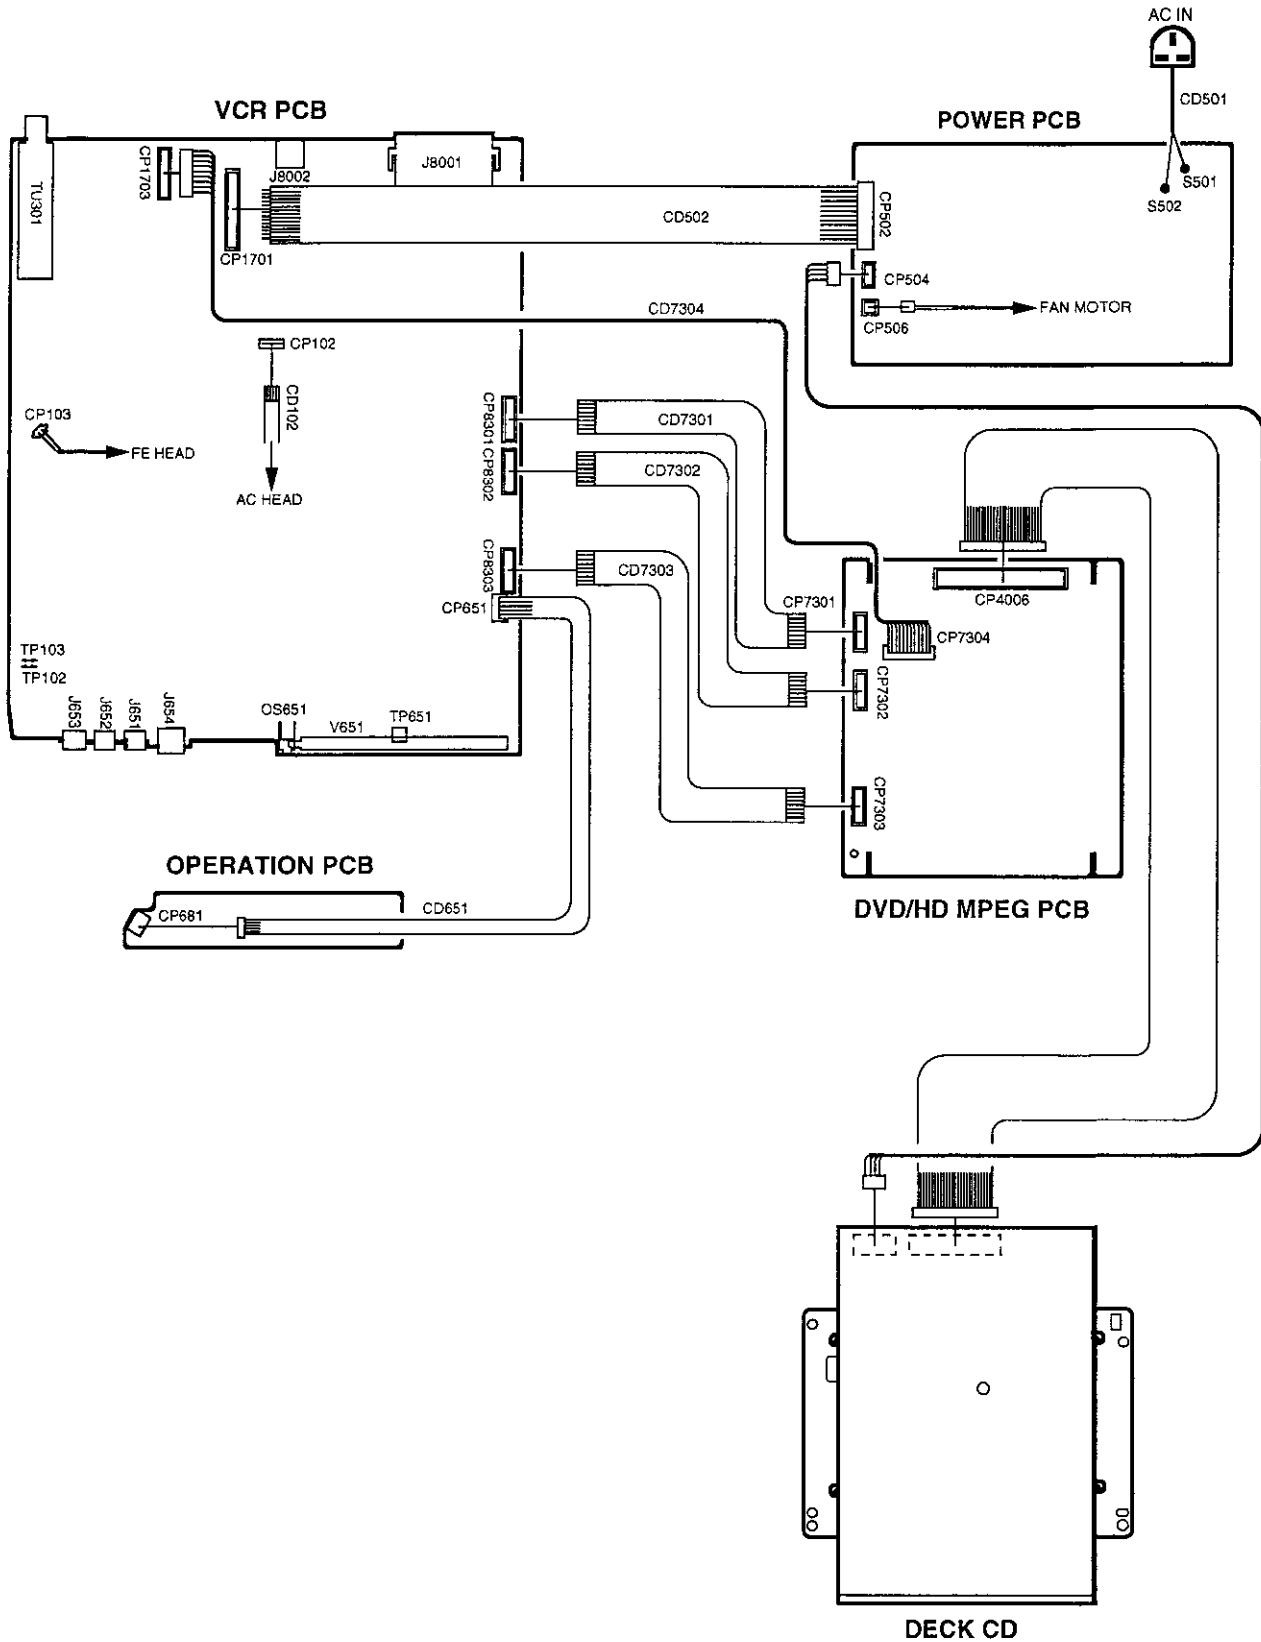 AC IN
CD501
VCR PCB
POWER PCB
TU301
CP1703
J8002
J8001
CP1701
CD502
CP502
S501
S502
CP504
CD7304
FAN MOTOR
CP506
CP102
CD102
CP103
FE HEAD
AC HEAD
CP8301
CD7301
CP8302
CD7302
CP8303
CD7303
CP651
CP4006
CP7301
CP7304
CP7302
CP7303
TP103
TP102
J653
J652
J651
J654
OS651
V651
TP651
OPERATION PCB
CP681
CD651
DVD/HD MPEG PCB
DECK CD